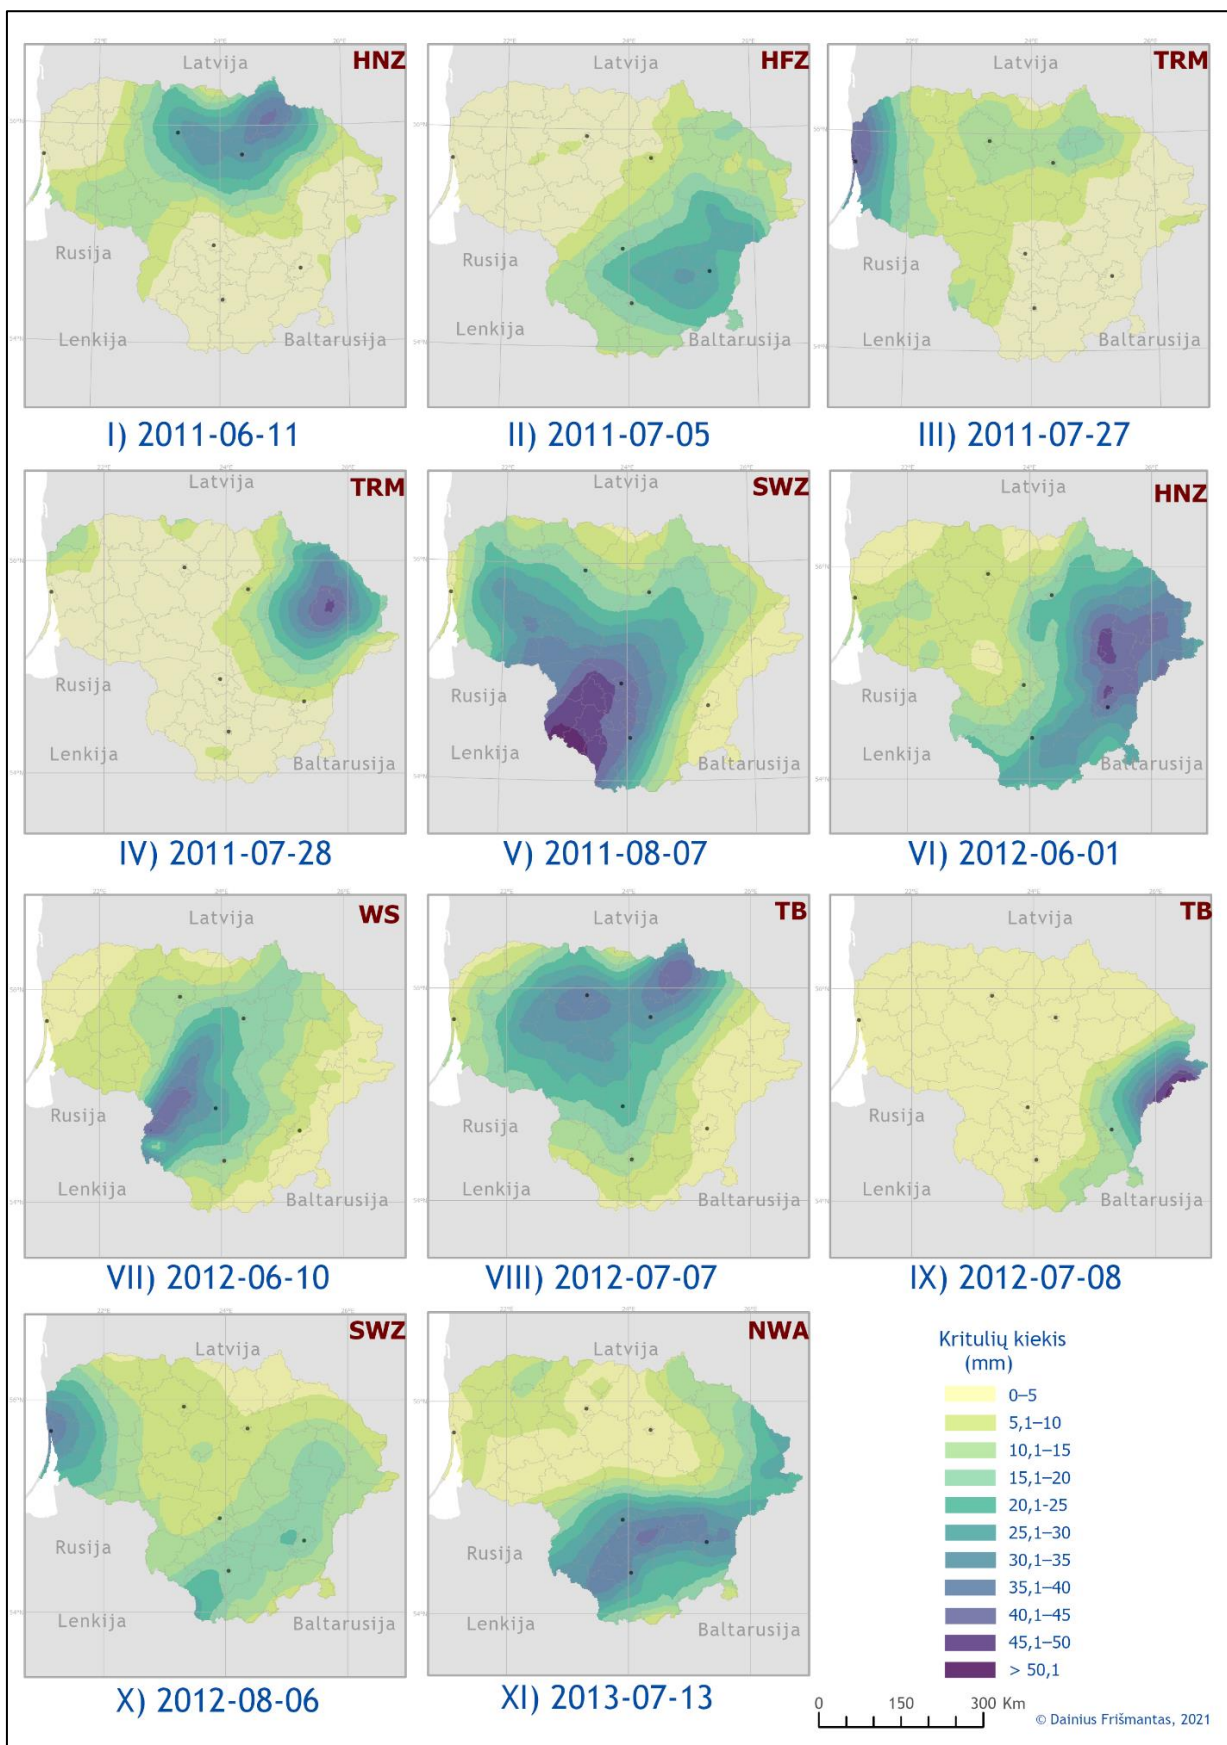 Latvija
HNZ
Rusija
Lenkija
Baltarusija
I) 2011-06-11
Latvija
HFZ
Rusija
Lenkija
Baltarusija
II) 2011-07-05
Latvija
TRM
Rusija
Lenkija
Baltarusija
III) 2011-07-27
Latvija
TRM
Rusija
Lenkija
Baltarusija
IV) 2011-07-28
Latvija
SWZ
Rusija
Lenkija
Baltarusija
V) 2011-08-07
Latvija
HNZ
Rusija
Lenkija
Baltarusija
VI) 2012-06-01
Latvija
WS
Rusija
Lenkija
Baltarusija
VII) 2012-06-10
Latvija
TB
Rusija
Lenkija
Baltarusija
VIII) 2012-07-07
Latvija
TB
Rusija
Lenkija
Baltarusija
IX) 2012-07-08
Latvija
SWZ
Rusija
Lenkija
Baltarusija
X) 2012-08-06
Latvija
NWA
Rusija
Lenkija
Baltarusija
XI) 2013-07-13
Kritulių kiekis
(mm)
0–5
5,1–10
10,1–15
15,1–20
20,1-25
25,1–30
30,1–35
35,1–40
40,1–45
45,1–50
> 50,1
0 150 300 Km
© Dainius Frišmantas, 2021